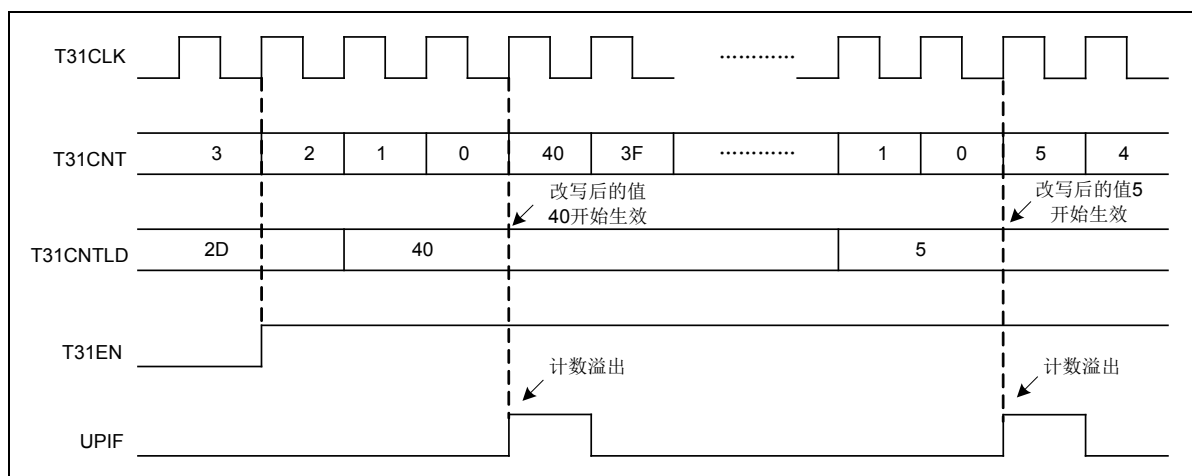 T31CLK
…………
T31CNT 3 2 1 0 40 3F ………… 1 0 5 4
改写后的值
40开始生效
改写后的值5
开始生效
T31CNTLD 2D 40 5
T31EN
计数溢出 计数溢出
UPIF